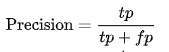 Precision = tp / (tp + fp)